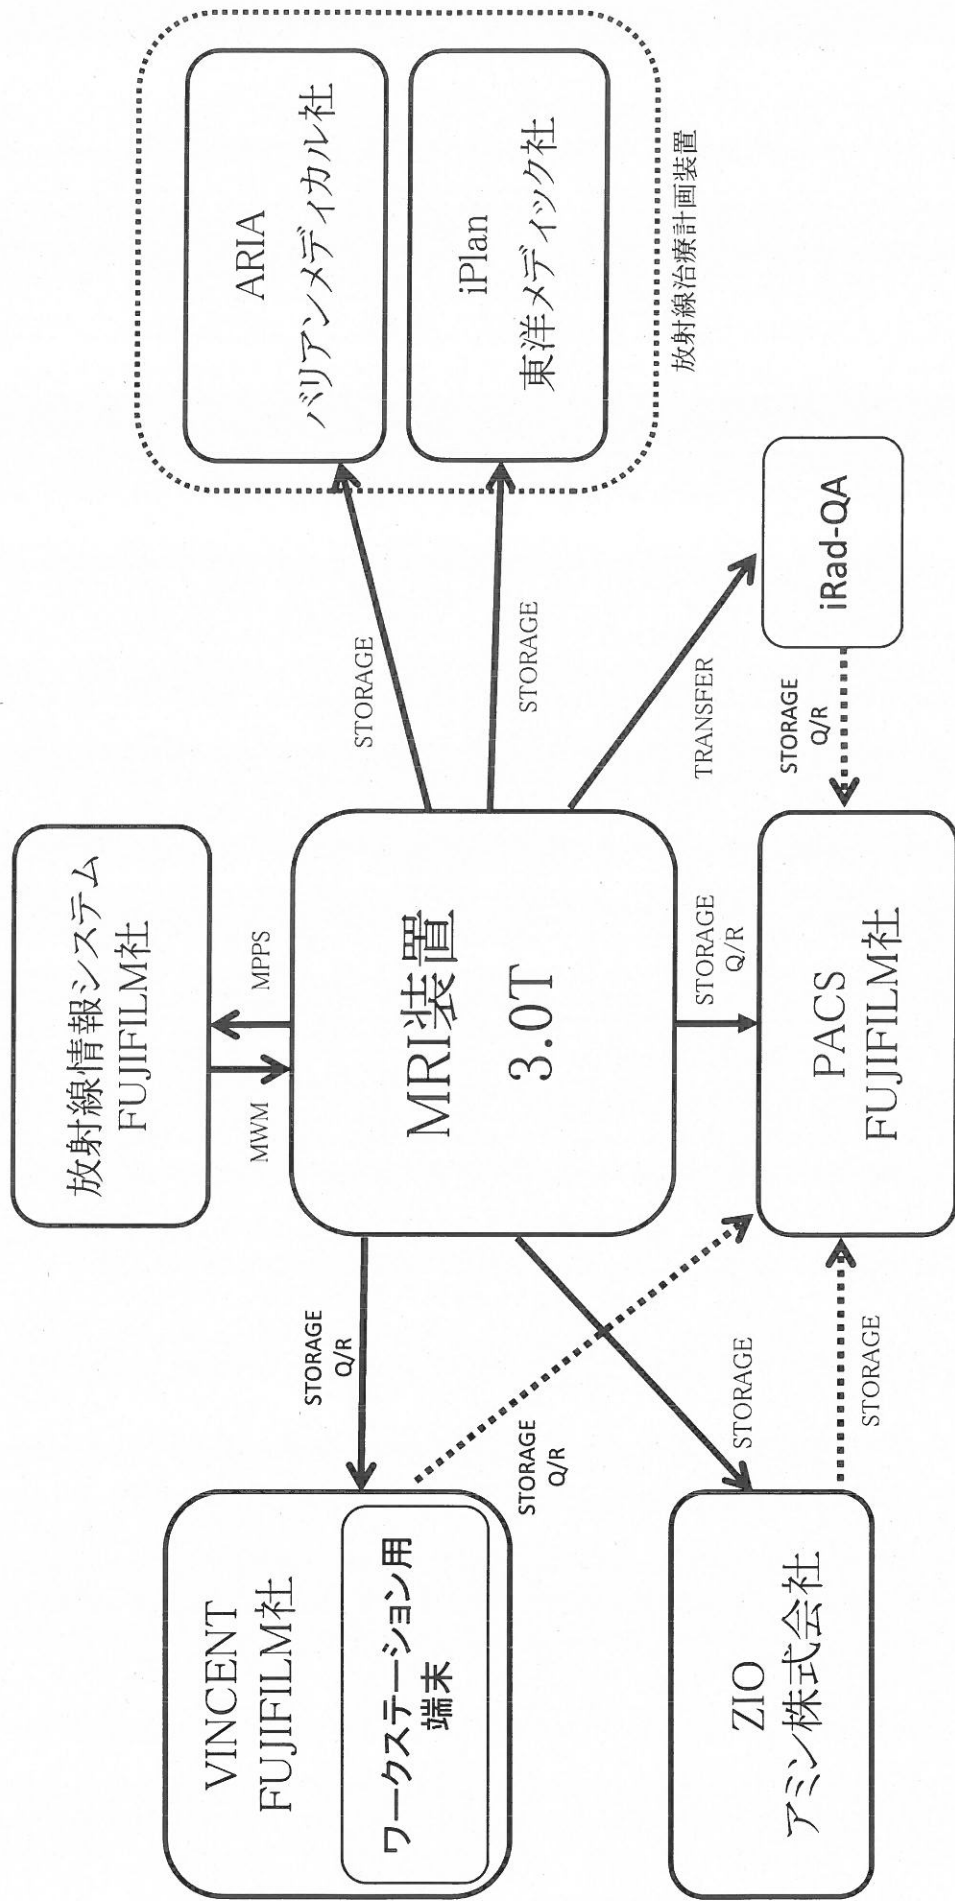 放射線情報システム
FUJIFILM社
MWM
MPPS
VINCENT
FUJIFILM社
ワークステーション用
端末
STORAGE
Q/R
MRI装置
3.0T
STORAGE
ARIA
バリアンメディカル社
STORAGE
iPlan
東洋メディック社
放射線治療計画装置
STORAGE
Q/R
STORAGE
STORAGE
Q/R
TRANSFER
ZIO
アミン株式会社
STORAGE
PACS
FUJIFILM社
STORAGE
Q/R
iRad-QA